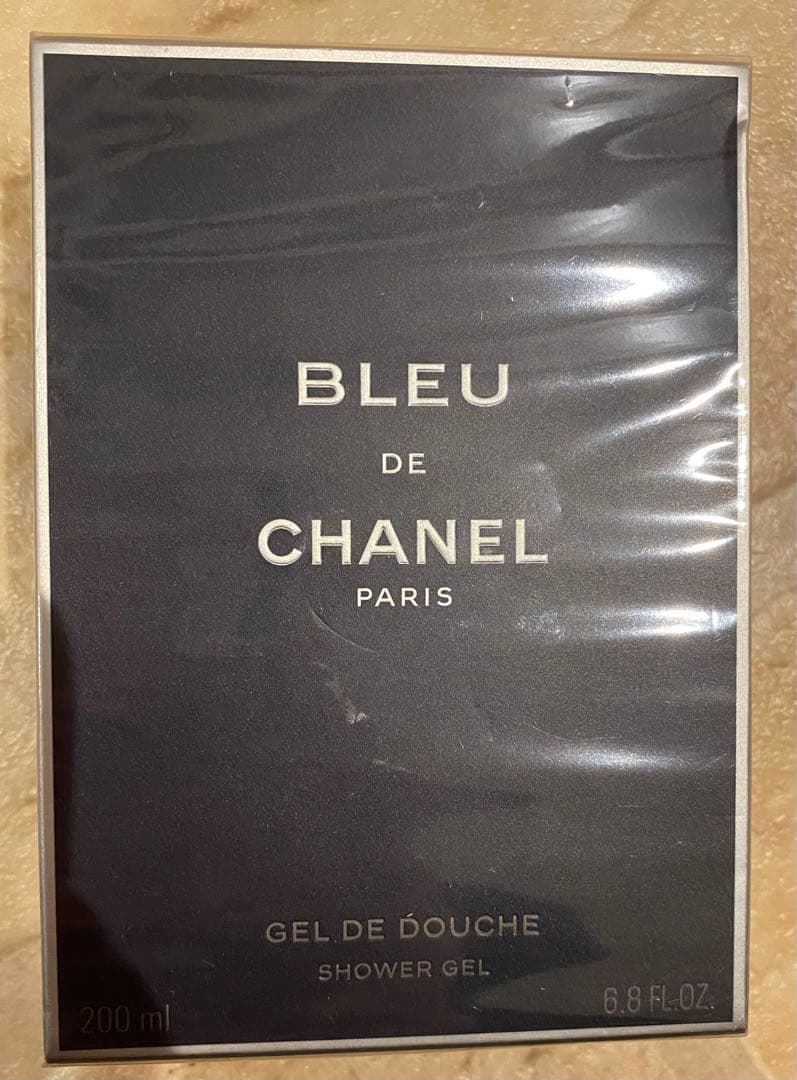 BLEU
DE
CHANEL
PARIS
GEL DE DOUCHE
SHOWER GEL
200 ml
6.8 FL.OZ.